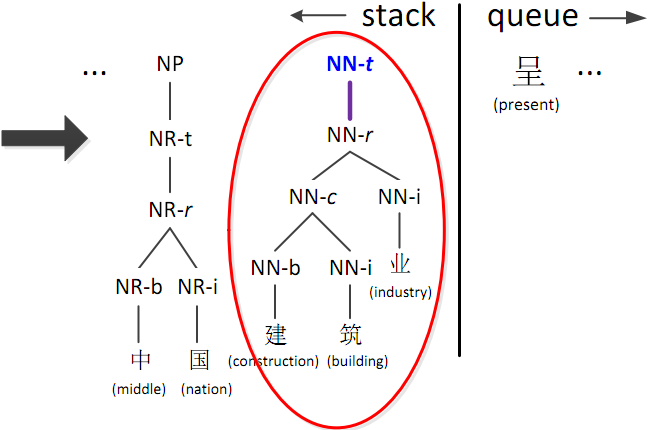 stack queue
... NP NN-t 呈 ...
(present)
NR-t NN-r
NR-r NN-c NN-i
NR-b NR-i NN-b NN-i 业
(industry)
中 国 建 筑
(middle) (nation) (construction) (building)